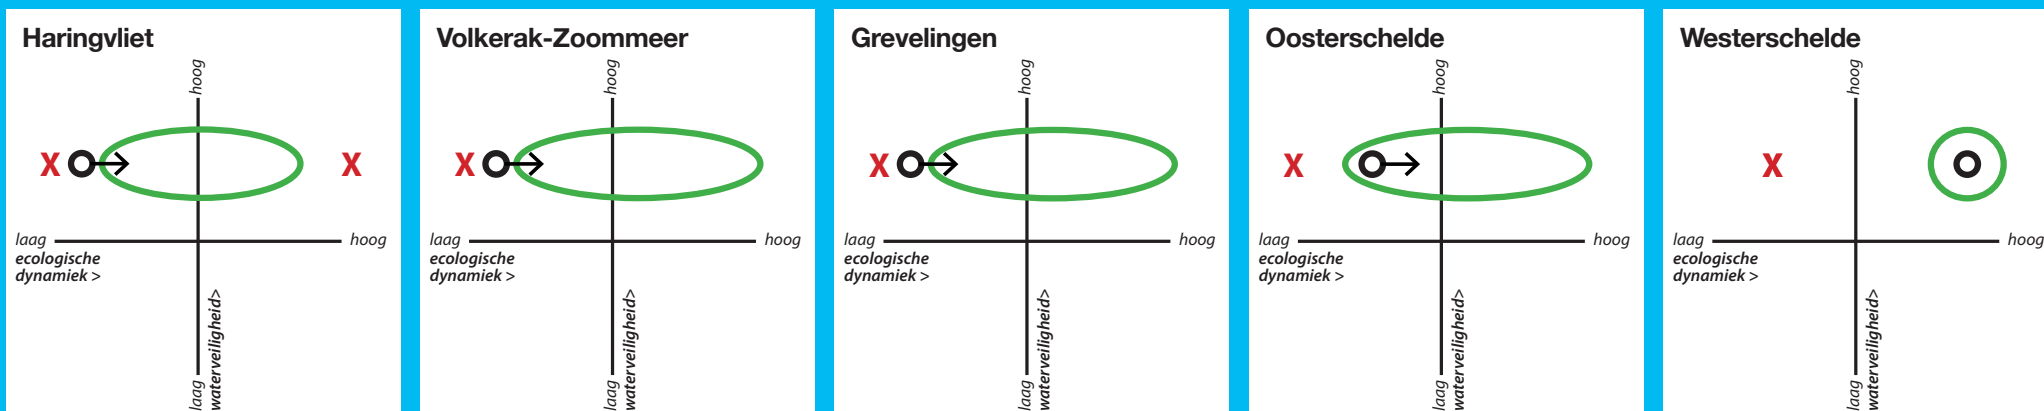 Haringvliet
hoog
X
X
laag
hoog
ecologische
dynamiek >
laag
waterveiligheid>
Volkerak-Zoommeer
hoog
X
laag
hoog
ecologische
dynamiek >
laag
waterveiligheid>
Grevelingen
hoog
X
laag
hoog
ecologische
dynamiek >
laag
waterveiligheid>
Oosterschelde
hoog
X
laag
hoog
ecologische
dynamiek >
laag
waterveiligheid>
Westerschelde
hoog
X
laag
hoog
ecologische
dynamiek >
laag
waterveiligheid>